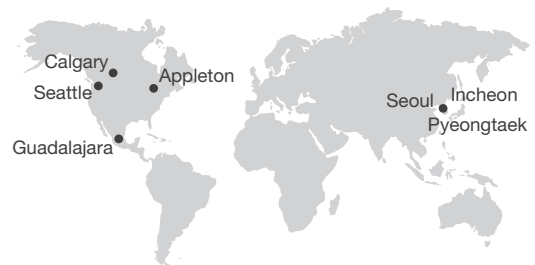 Calgary
Appleton
Seattle
Guadalajara
Seoul
Incheon
Pyeongtaek